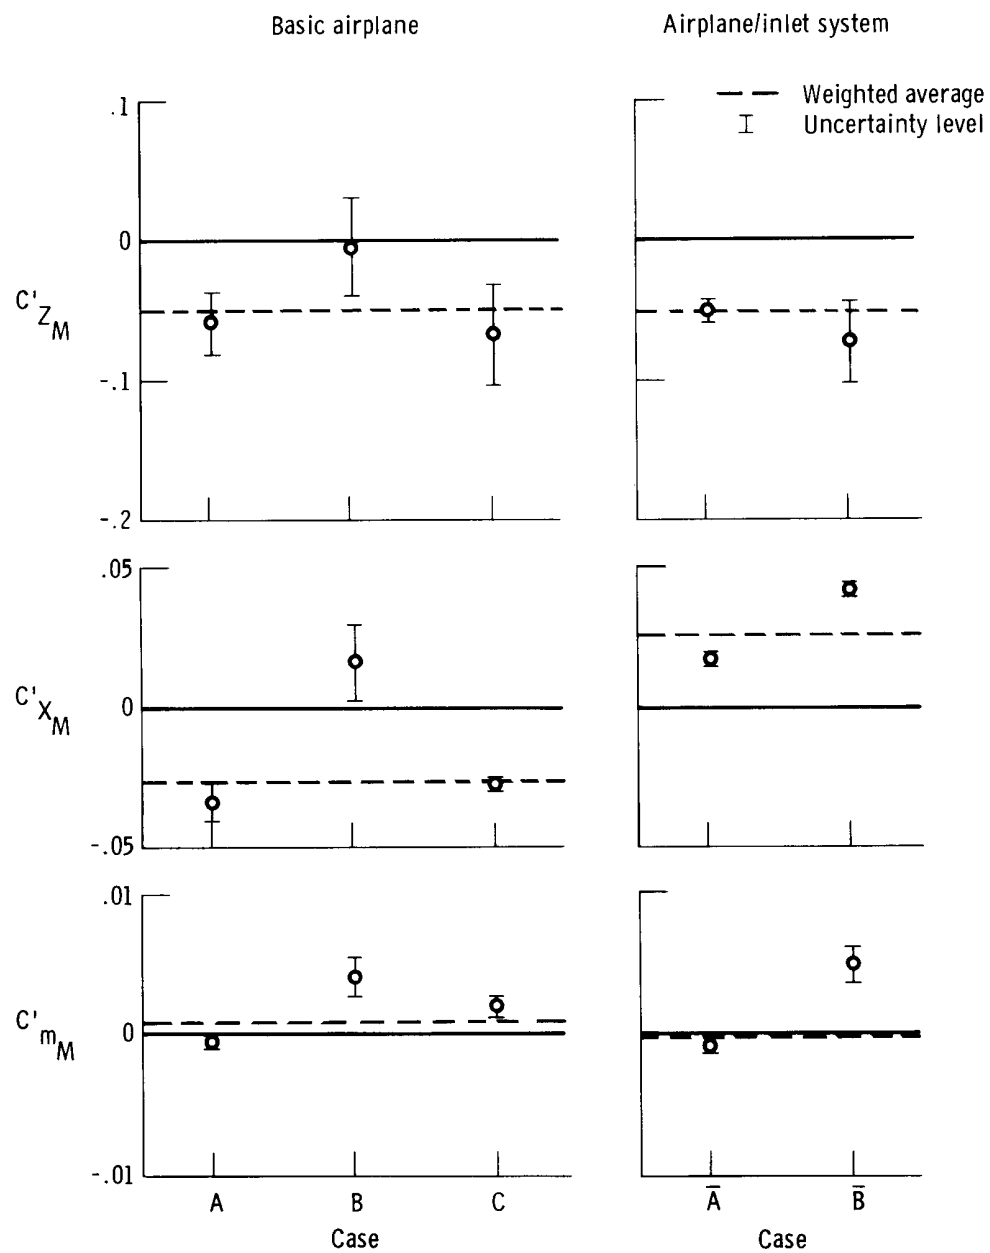 Basic airplane
Airplane/inlet system
Weighted average
Uncertainty level
.1
0
-.1
-.2
C'ZM
.05
0
-.05
C'XM
.01
0
-.01
C'mM
A B C
Case
A̅ B̅
Case